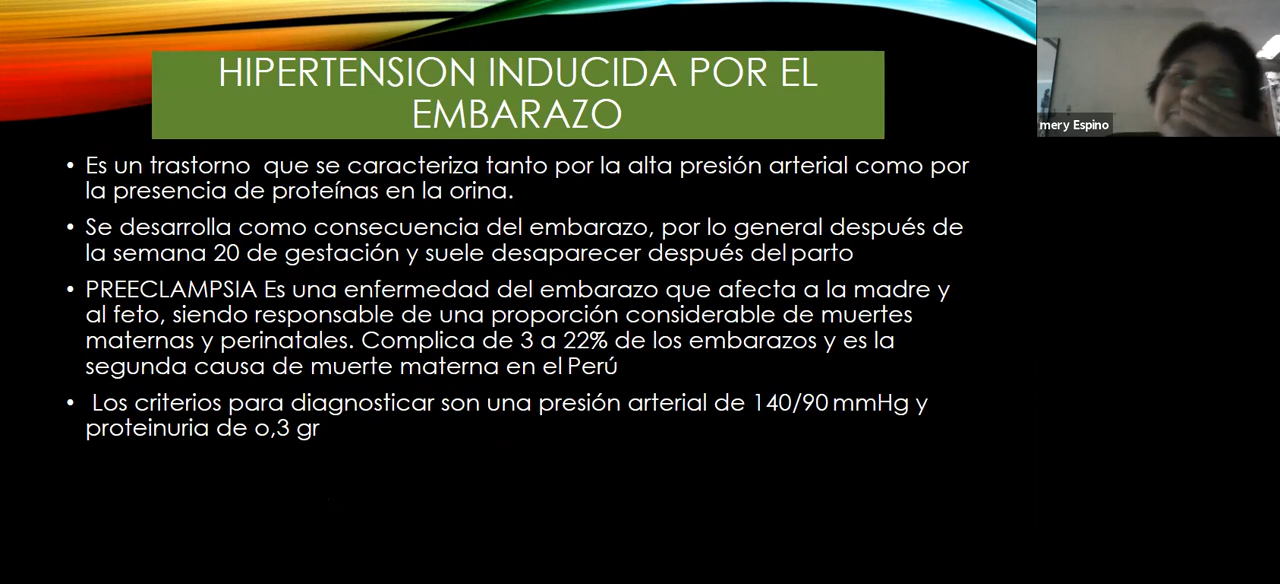 HIPERTENSION INDUCIDA POR EL
EMBARAZO
mery Espino
• Es un trastorno que se caracteriza tanto por la alta presión arterial como por
la presencia de proteínas en la orina.
• Se desarrolla como consecuencia del embarazo, por lo general después de
la semana 20 de gestación y suele desaparecer después del parto
• PREECLAMPSIA Es una enfermedad del embarazo que afecta a la madre y
al feto, siendo responsable de una proporción considerable de muertes
maternas y perinatales. Complica de 3 a 22% de los embarazos y es la
segunda causa de muerte materna en el Perú
• Los criterios para diagnosticar son una presión arterial de 140/90 mmHg y
proteinuria de o,3 gr